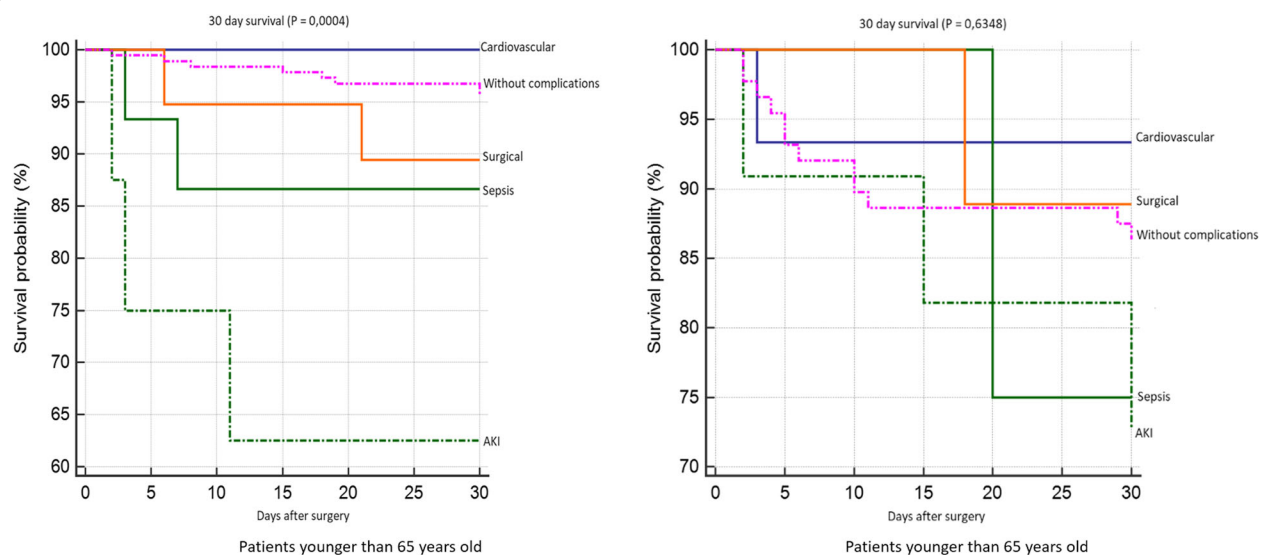 30 day survival (P = 0,0004)
100
95
90
85
80
75
70
65
60
Survival probability (%)
Cardiovascular
Without complications
Surgical
Sepsis
AKI
0 5 10 15 20 25 30
Days after surgery
Patients younger than 65 years old
30 day survival (P = 0,6348)
100
95
90
85
80
75
70
Survival probability (%)
Cardiovascular
Surgical
Without complications
Sepsis
AKI
0 5 10 15 20 25 30
Days after surgery
Patients younger than 65 years old